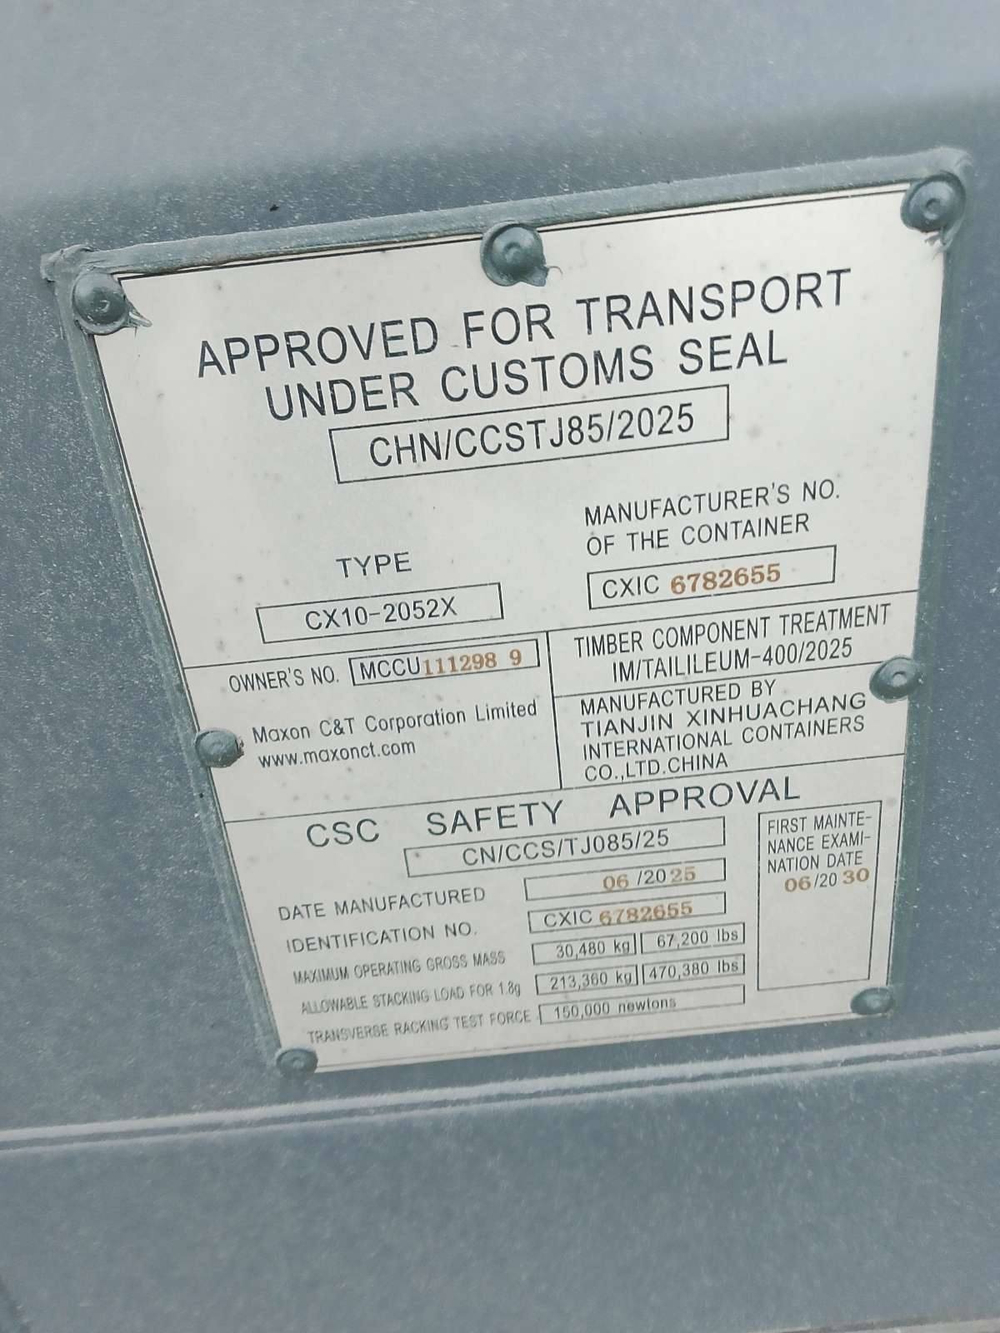 APPROVED FOR TRANSPORT
UNDER CUSTOMS SEAL
CHN/CCSTJ85/2025
TYPE
CX10-2052X
MANUFACTURER'S NO.
OF THE CONTAINER
CXIC 6782655
OWNER'S NO. MCCU111298 9
Maxon C&T Corporation Limited
www.maxonct.com
TIMBER COMPONENT TREATMENT
IM/TAILILEUM-400/2025
MANUFACTURED BY
TIANJIN XINHUACHANG
INTERNATIONAL CONTAINERS
CO.,LTD.CHINA
CSC SAFETY APPROVAL
CN/CCS/TJ085/25
DATE MANUFACTURED 06 /2025
IDENTIFICATION NO. CXIC 6782655
MAXIMUM OPERATING GROSS MASS 30,480 kg 67,200 lbs
ALLOWABLE STACKING LOAD FOR 1.8g 213,360 kg 470,380 lbs
TRANSVERSE RACKING TEST FORCE 150,000 newtons
FIRST MAINTE-
NANCE EXAMI-
NATION DATE
06/20 30